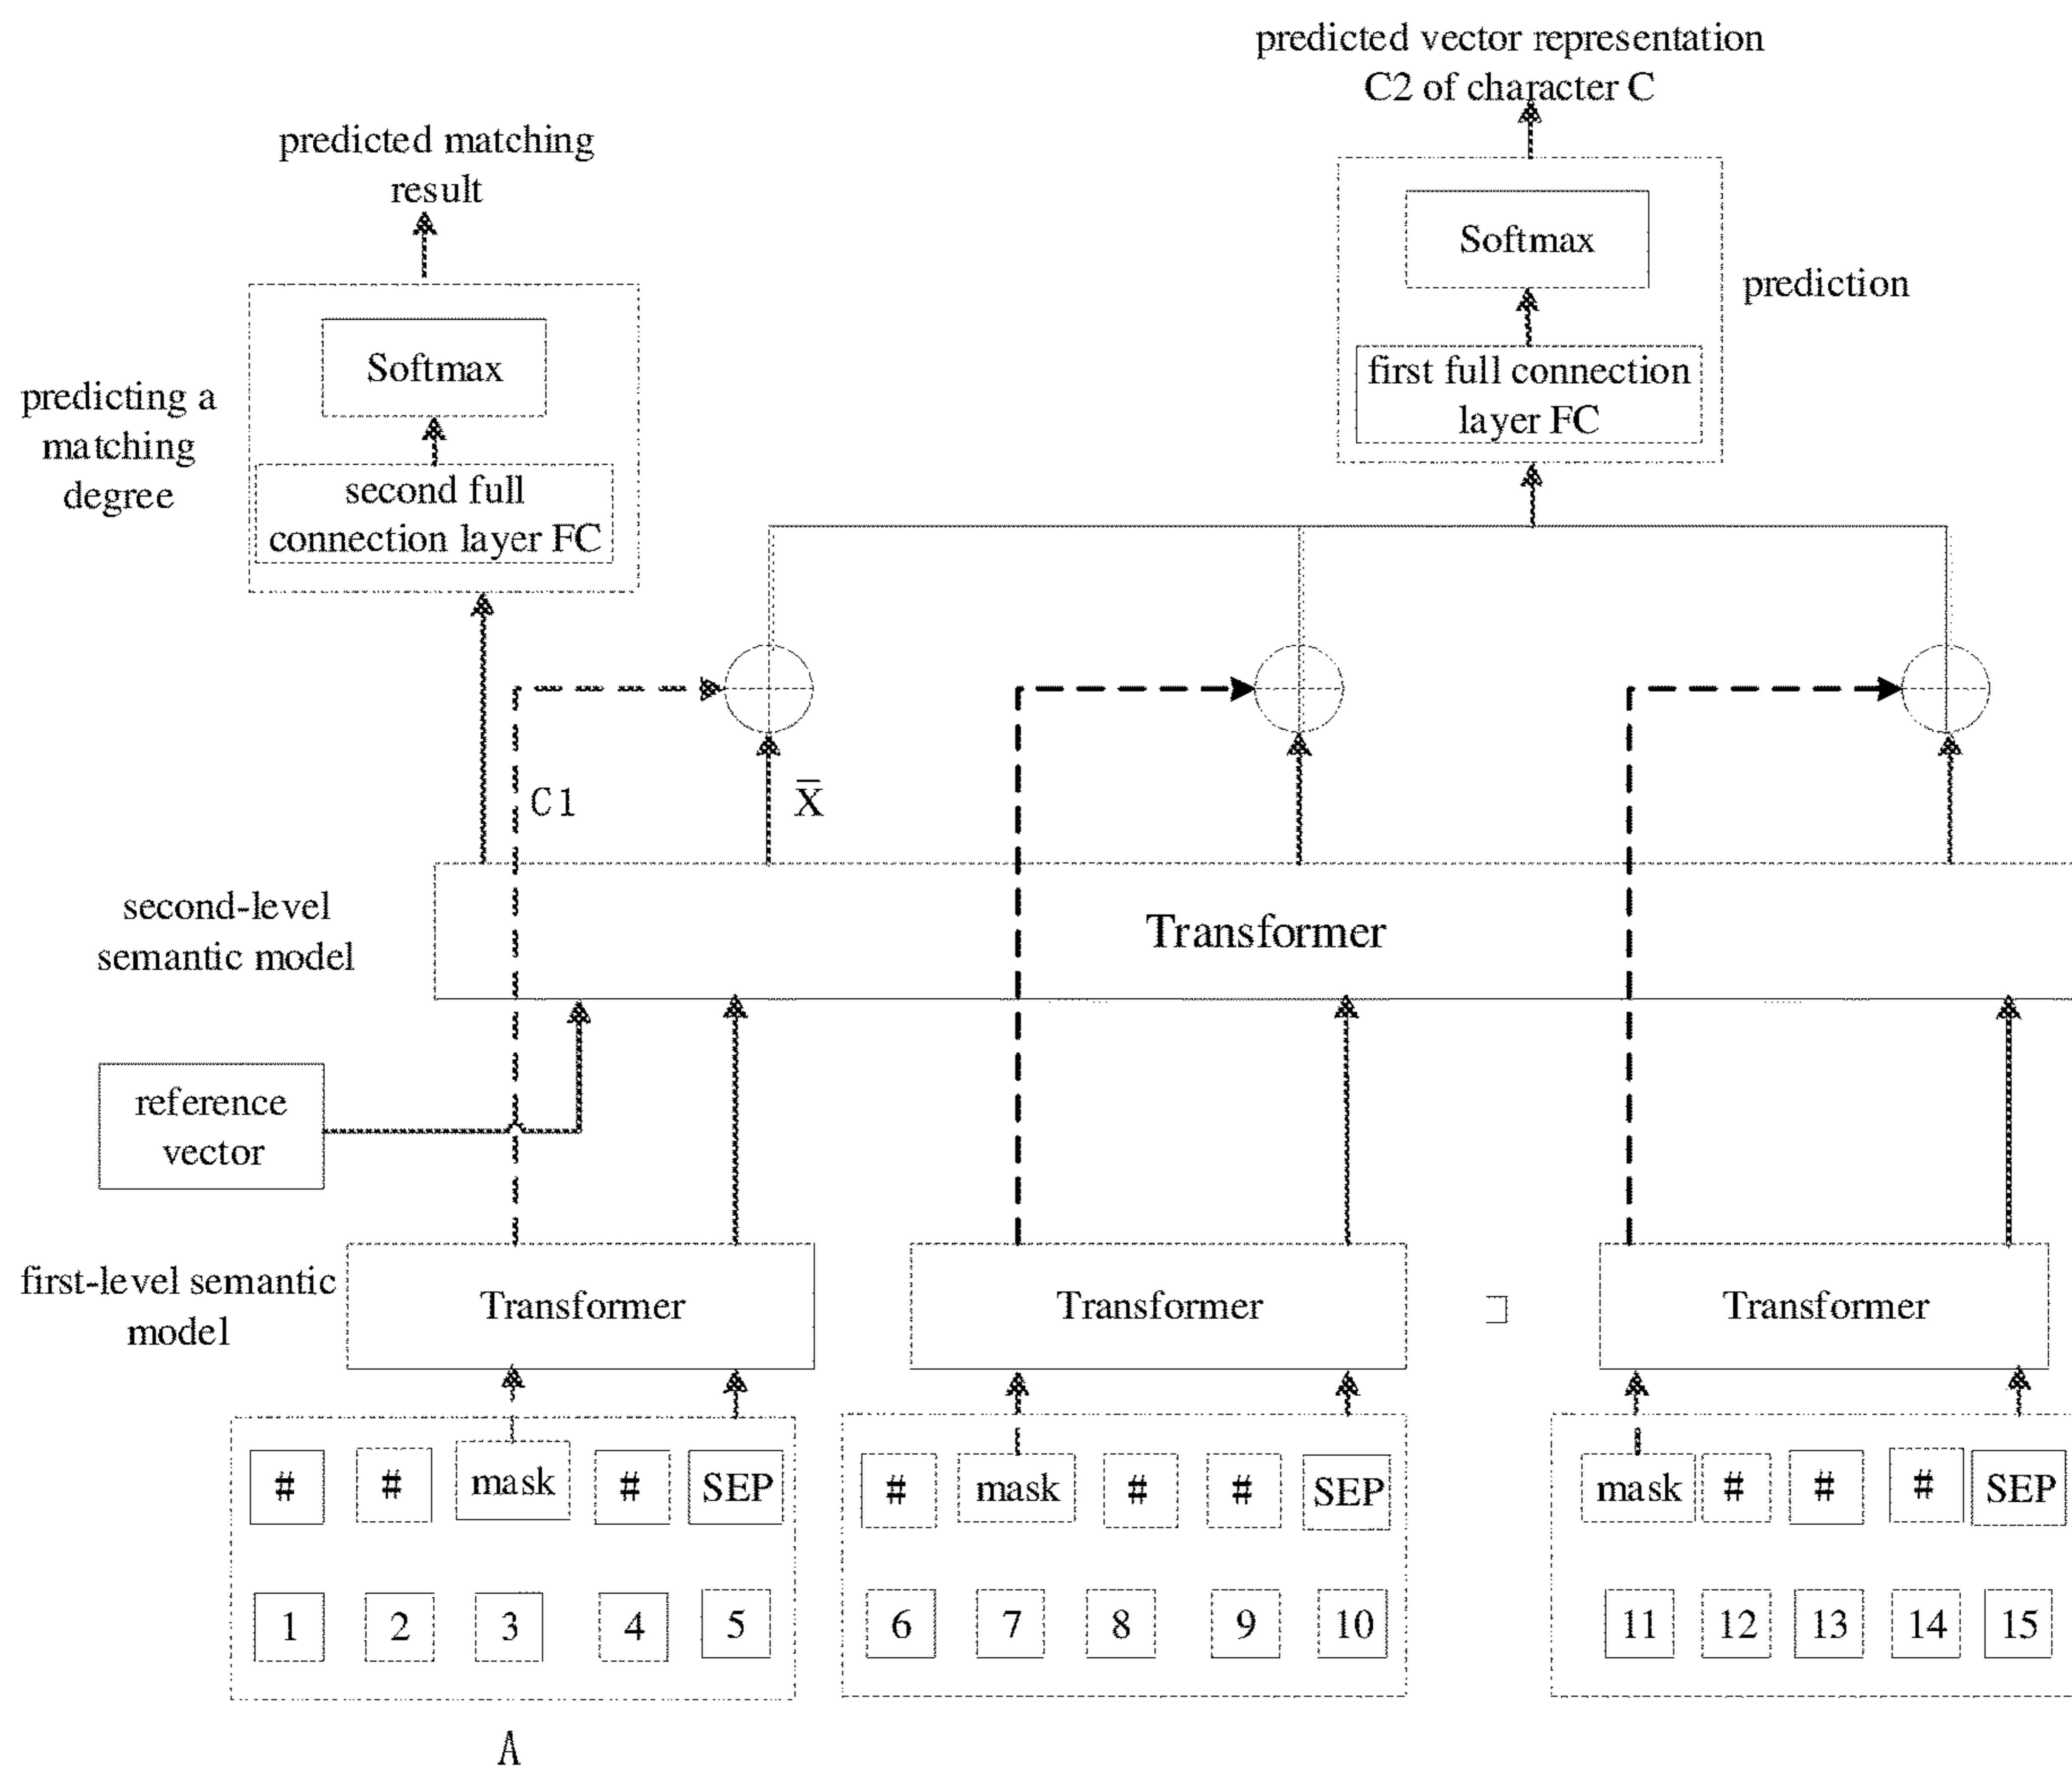 predicted vector representation
C2 of character C
predicted matching
result
Softmax
prediction
first full connection
layer FC
Softmax
predicting a
matching
degree
second full
connection layer FC
C1
X̄
second-level
semantic model
Transformer
reference
vector
first-level semantic
model
Transformer
Transformer
Transformer
# # mask # SEP
# mask # # SEP
mask # # # SEP
1 2 3 4 5
6 7 8 9 10
11 12 13 14 15
A